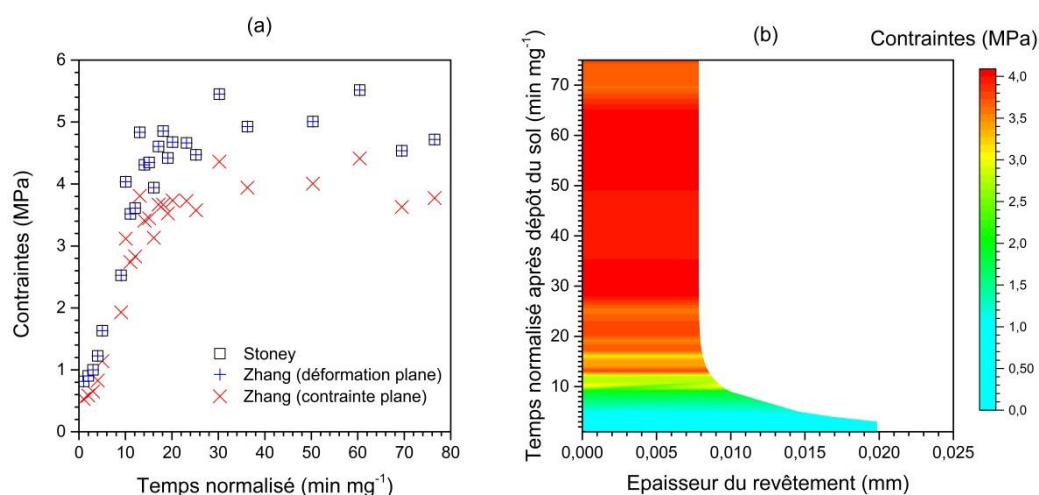 (a)
6
5
4
3
2
1
0
Contraintes (MPa)
0 10 20 30 40 50 60 70 80
Temps normalisé (min mg⁻¹)
Stoney
Zhang (déformation plane)
Zhang (contrainte plane)
(b)
Contraintes (MPa)
70
60
50
40
30
20
10
Temps normalisé après dépôt du sol (min mg⁻¹)
0,000 0,005 0,010 0,015 0,020 0,025
Epaisseur du revêtement (mm)
4,0
3,5
3,0
2,5
2,0
1,5
1,0
0,50
0,0